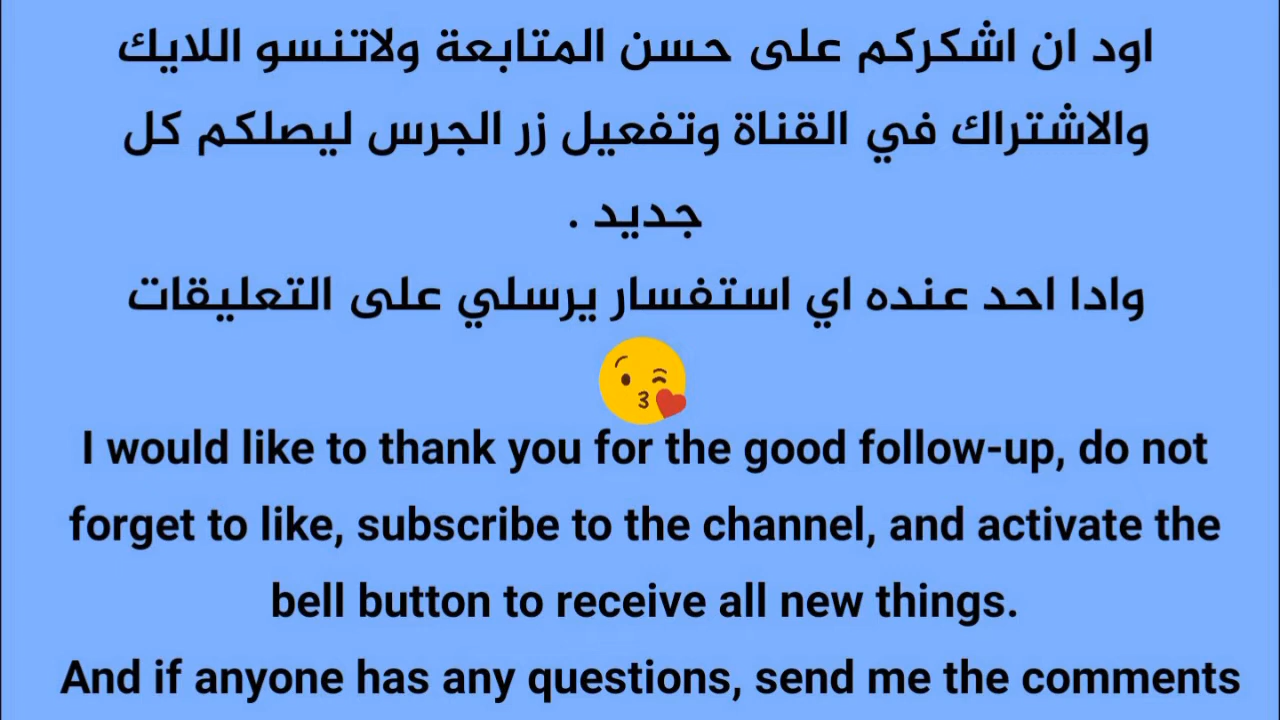 اود ان اشكركم على حسن المتابعة ولاتنسو اللايك
والاشتراك في القناة وتفعيل زر الجرس ليصلكم كل
جديد .
وادا احد عنده اي استفسار يرسلي على التعليقات
😘
I would like to thank you for the good follow-up, do not
forget to like, subscribe to the channel, and activate the
bell button to receive all new things.
And if anyone has any questions, send me the comments